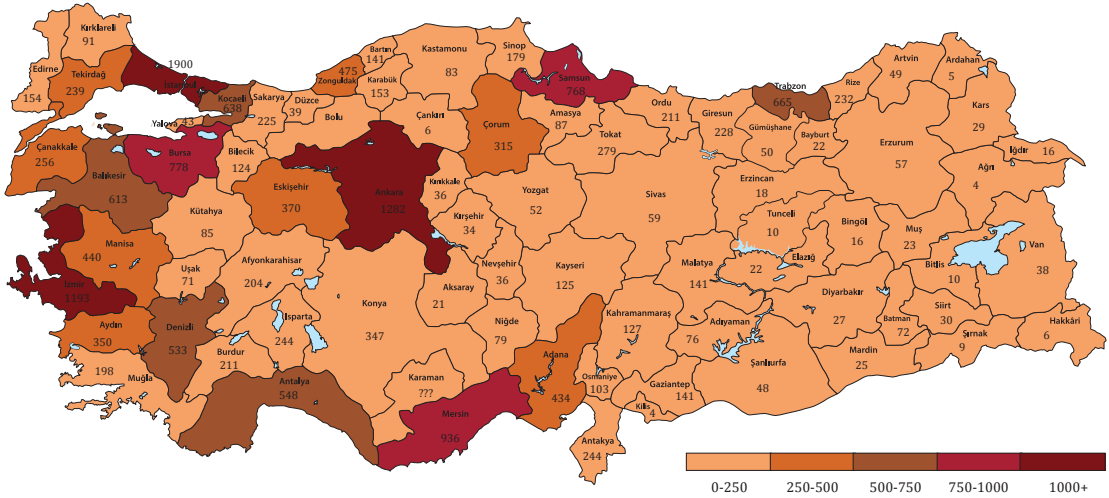 Kırklareli
91
Edirne
154
Tekirdağ
239
1900
İstanbul
Kocaeli
638
Yalova
43
Sakarya
225
Düzce
39
Bolu
Zonguldak
475
Bartın
141
Karabük
153
Kastamonu
83
Sinop
179
Samsun
768
Çankırı
6
Çorum
315
Amasya
87
Tokat
279
Ordu
211
Giresun
228
Trabzon
665
Gümüşhane
50
Bayburt
22
Rize
232
Artvin
49
Ardahan
5
Kars
29
Iğdır
16
Ağrı
4
Erzurum
57
Erzincan
18
Çanakkale
256
Balıkesir
613
Bursa
778
Bilecik
124
Eskişehir
370
Ankara
1282
Kırıkkale
36
Kırşehir
34
Yozgat
52
Sivas
59
Tunceli
10
Bingöl
16
Muş
23
Bitlis
10
Van
38
Kütahya
85
Manisa
440
İzmir
1193
Uşak
71
Afyonkarahisar
204
Konya
347
Aksaray
21
Nevşehir
36
Kayseri
125
Malatya
141
Elazığ
22
Diyarbakır
27
Batman
72
Siirt
30
Şırnak
9
Hakkâri
6
Aydın
350
Denizli
533
Isparta
244
Burdur
211
Muğla
198
Antalya
548
Karaman
???
Mersin
936
Niğde
79
Adana
434
Kahramanmaraş
127
Osmaniye
103
Adıyaman
76
Gaziantep
141
Kilis
4
Şanlıurfa
48
Mardin
25
Antakya
244
0-250
250-500
500-750
750-1000
1000+